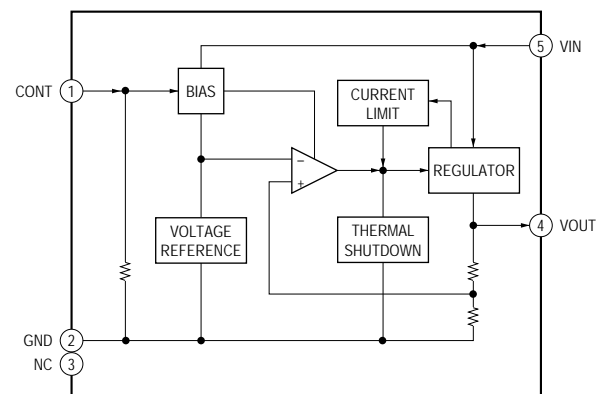 5 VIN
CONT 1
BIAS
CURRENT
LIMIT
−
+
REGULATOR
VOLTAGE
REFERENCE
THERMAL
SHUTDOWN
4 VOUT
GND 2
NC 3